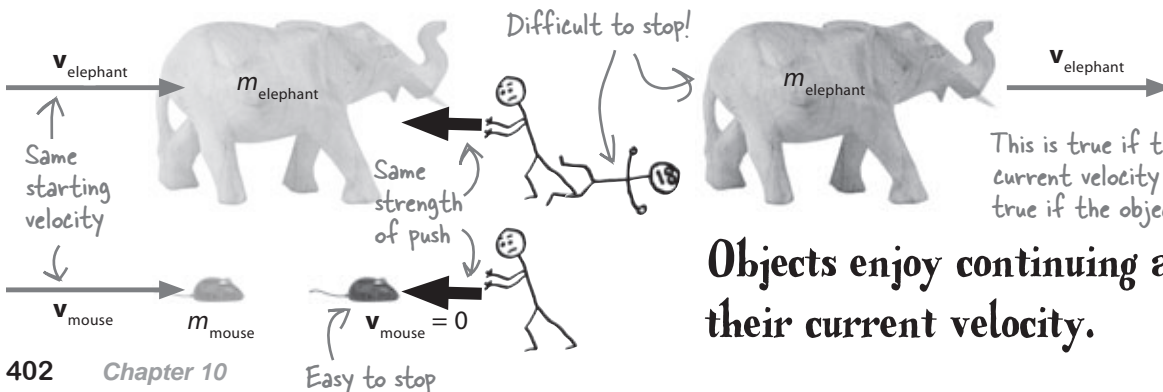 Difficult to stop!
v elephant
m elephant
m elephant
v elephant
Same
starting
velocity
Same
strength
of push
18
This is true if
current velocity
true if the
v mouse
m mouse
v mouse = 0
Objects enjoy continuing
their current velocity.
402 Chapter 10
Easy to stop